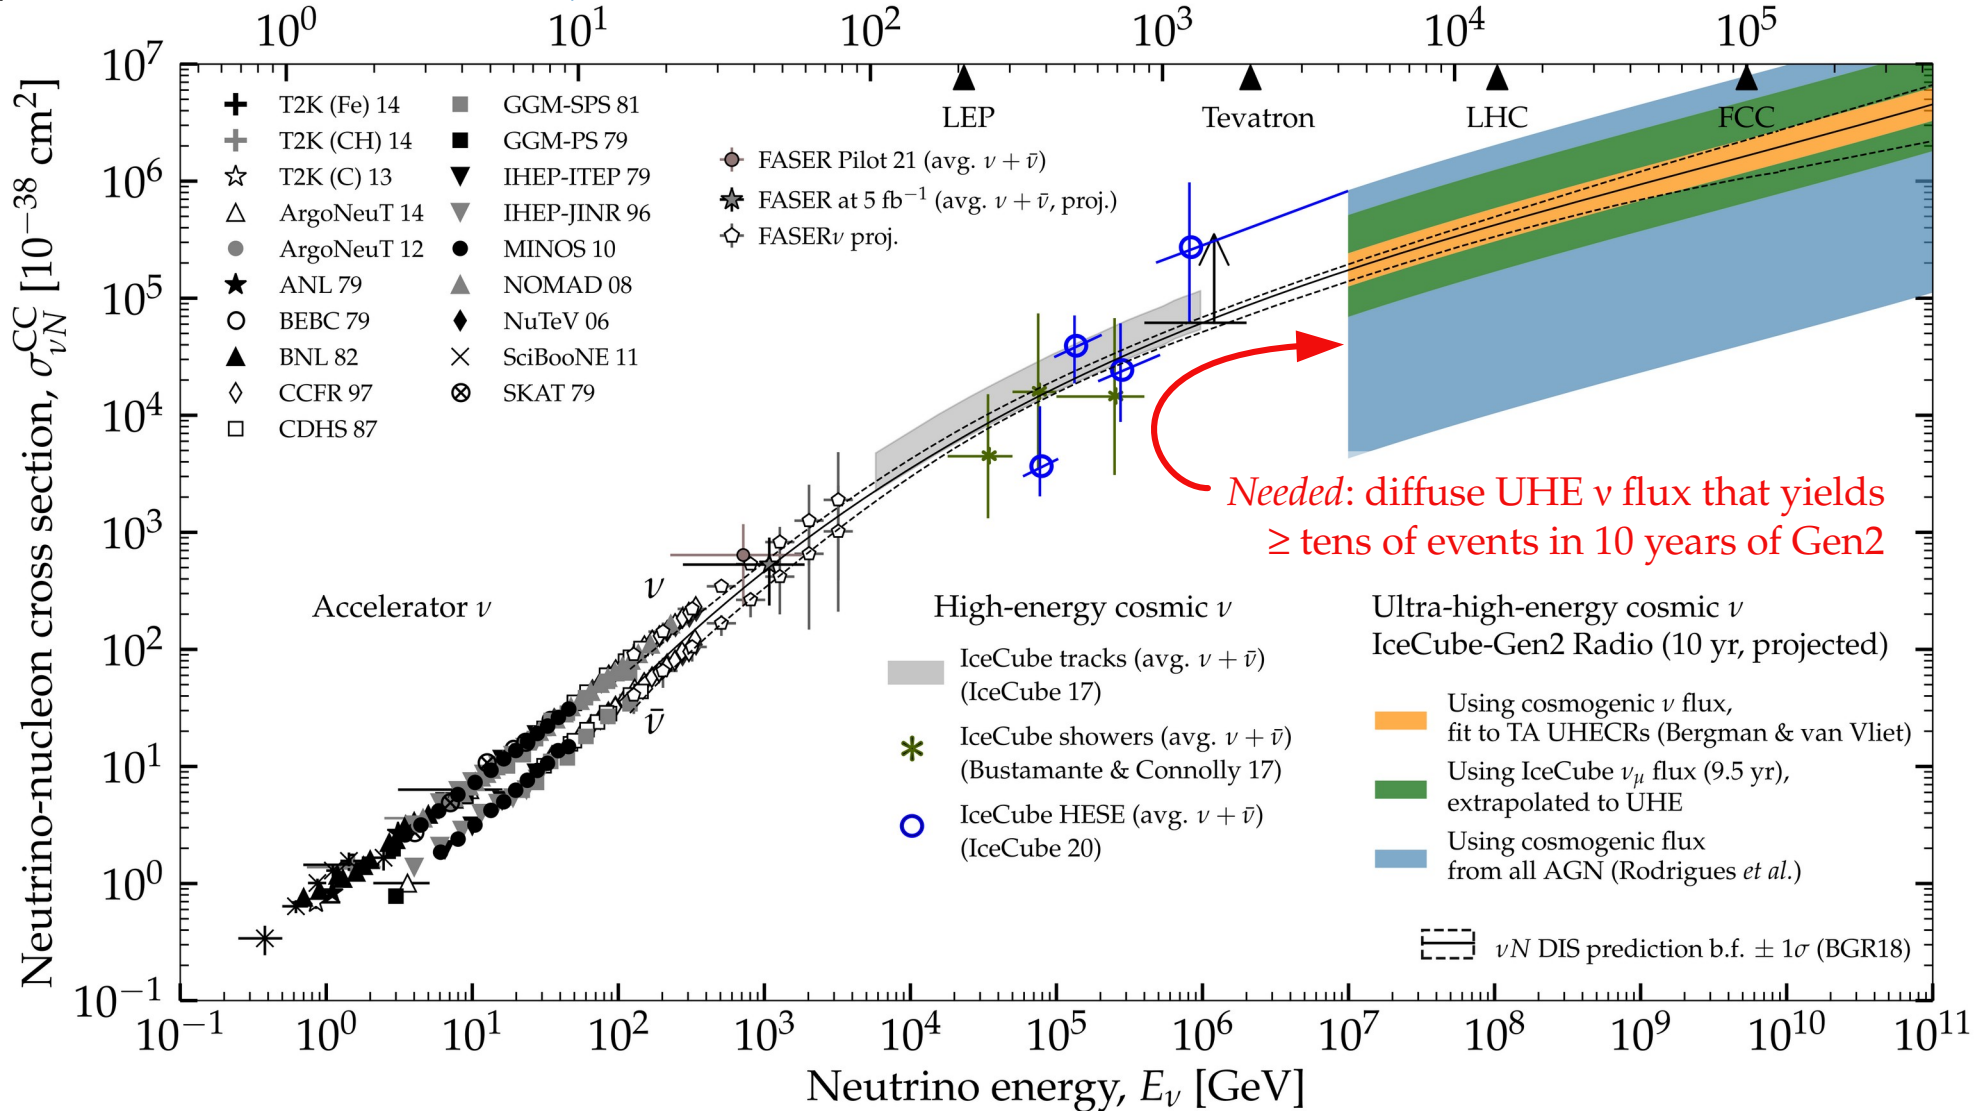 10⁰ 10¹ 10² 10³ 10⁴ 10⁵
10⁷
10⁶
10⁵
10⁴
10³
10²
10¹
10⁰
10⁻¹
Neutrino-nucleon cross section, σ_νN^CC [10⁻³⁸ cm²]
T2K (Fe) 14
T2K (CH) 14
T2K (C) 13
ArgoNeuT 14
ArgoNeuT 12
ANL 79
BEBC 79
BNL 82
CCFR 97
CDHS 87
GGM-SPS 81
GGM-PS 79
IHEP-ITEP 79
IHEP-JINR 96
MINOS 10
NOMAD 08
NuTeV 06
SciBooNE 11
SKAT 79
FASER Pilot 21 (avg. ν + ν̄)
FASER at 5 fb⁻¹ (avg. ν + ν̄, proj.)
FASERν proj.
LEP
Tevatron
LHC
FCC
Needed: diffuse UHE ν flux that yields
≥ tens of events in 10 years of Gen2
Accelerator ν
ν
ν̄
High-energy cosmic ν
IceCube tracks (avg. ν + ν̄)
(IceCube 17)
IceCube showers (avg. ν + ν̄)
(Bustamante & Connolly 17)
IceCube HESE (avg. ν + ν̄)
(IceCube 20)
Ultra-high-energy cosmic ν
IceCube-Gen2 Radio (10 yr, projected)
Using cosmogenic ν flux,
fit to TA UHECRs (Bergman & van Vliet)
Using IceCube ν_μ flux (9.5 yr),
extrapolated to UHE
Using cosmogenic flux
from all AGN (Rodrigues et al.)
νN DIS prediction b.f. ± 1σ (BGR18)
10⁻¹ 10⁰ 10¹ 10² 10³ 10⁴ 10⁵ 10⁶ 10⁷ 10⁸ 10⁹ 10¹⁰ 10¹¹
Neutrino energy, E_ν [GeV]